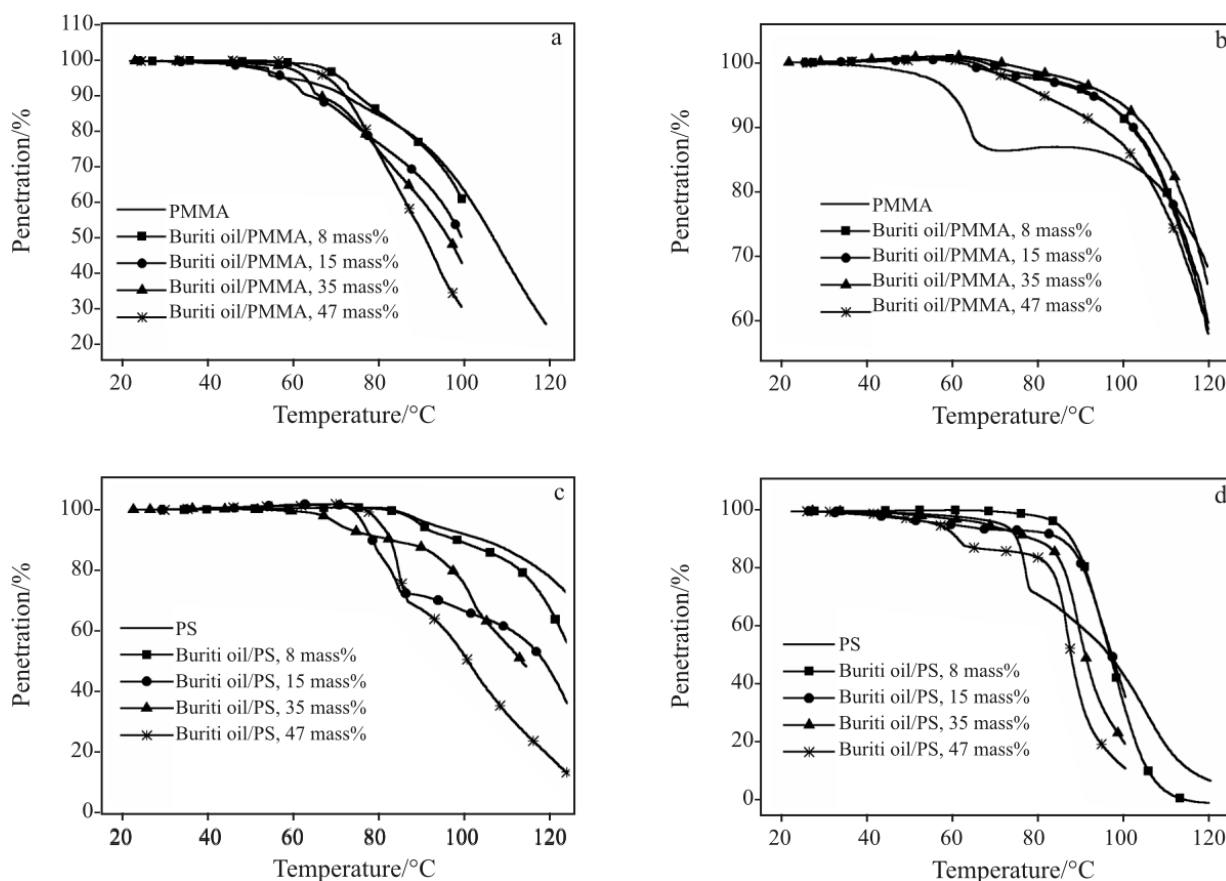 a
Penetration/%
110
100
90
80
70
60
50
40
30
20
PMMA
Buriti oil/PMMA, 8 mass%
Buriti oil/PMMA, 15 mass%
Buriti oil/PMMA, 35 mass%
Buriti oil/PMMA, 47 mass%
20 40 60 80 100 120
Temperature/°C
b
Penetration/%
100
90
80
70
60
PMMA
Buriti oil/PMMA, 8 mass%
Buriti oil/PMMA, 15 mass%
Buriti oil/PMMA, 35 mass%
Buriti oil/PMMA, 47 mass%
20 40 60 80 100 120
Temperature/°C
c
Penetration/%
100
80
60
40
20
0
PS
Buriti oil/PS, 8 mass%
Buriti oil/PS, 15 mass%
Buriti oil/PS, 35 mass%
Buriti oil/PS, 47 mass%
20 40 60 80 100 120
Temperature/°C
d
Penetration/%
100
80
60
40
20
0
PS
Buriti oil/PS, 8 mass%
Buriti oil/PS, 15 mass%
Buriti oil/PS, 35 mass%
Buriti oil/PS, 47 mass%
20 40 60 80 100 120
Temperature/°C